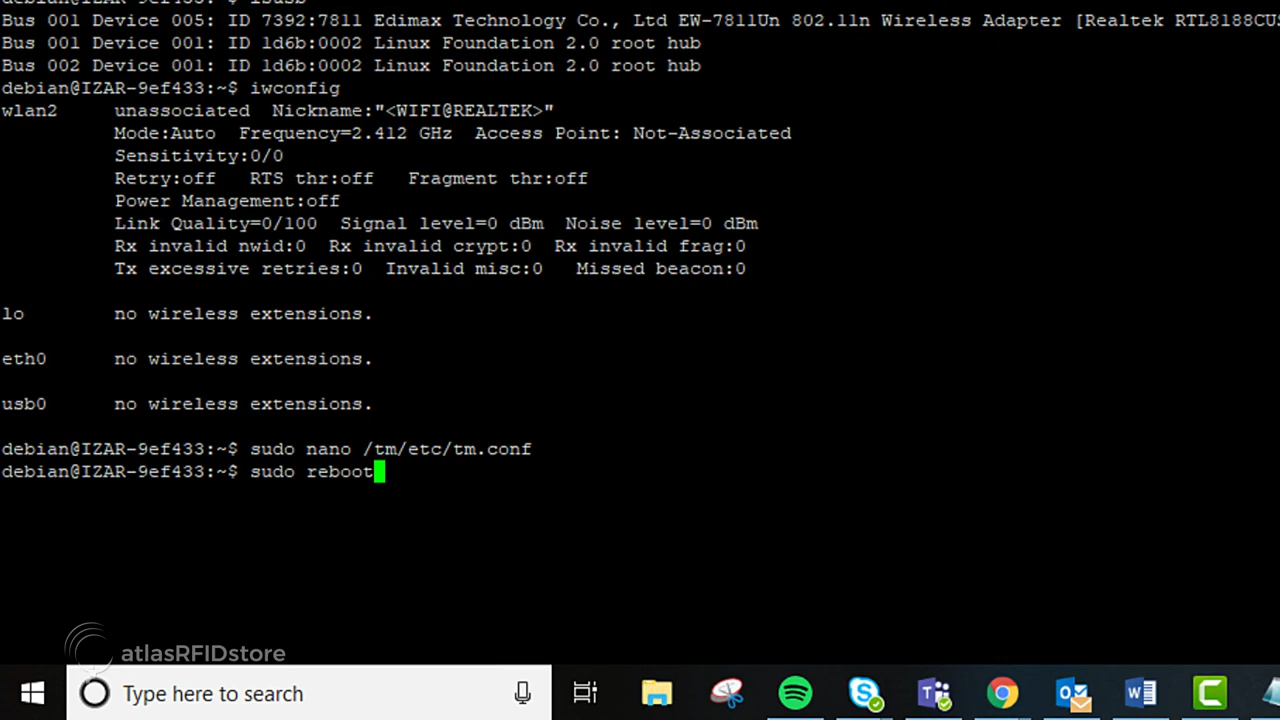 lsusb
Bus 001 Device 005: ID 7392:7811 Edimax Technology Co., Ltd EW-7811Un 802.11n Wireless Adapter [Realtek RTL8188CUS
Bus 001 Device 001: ID 1d6b:0002 Linux Foundation 2.0 root hub
Bus 002 Device 001: ID 1d6b:0002 Linux Foundation 2.0 root hub
debian@IZAR-9ef433:~$ iwconfig
wlan2     unassociated  Nickname:"<WIFI@REALTEK>"
          Mode:Auto  Frequency=2.412 GHz  Access Point: Not-Associated
          Sensitivity:0/0
          Retry:off   RTS thr:off   Fragment thr:off
          Power Management:off
          Link Quality=0/100  Signal level=0 dBm  Noise level=0 dBm
          Rx invalid nwid:0  Rx invalid crypt:0  Rx invalid frag:0
          Tx excessive retries:0  Invalid misc:0   Missed beacon:0
lo        no wireless extensions.
eth0      no wireless extensions.
usb0      no wireless extensions.
debian@IZAR-9ef433:~$ sudo nano /tm/etc/tm.conf
debian@IZAR-9ef433:~$ sudo reboot
atlasRFIDstore
Type here to search